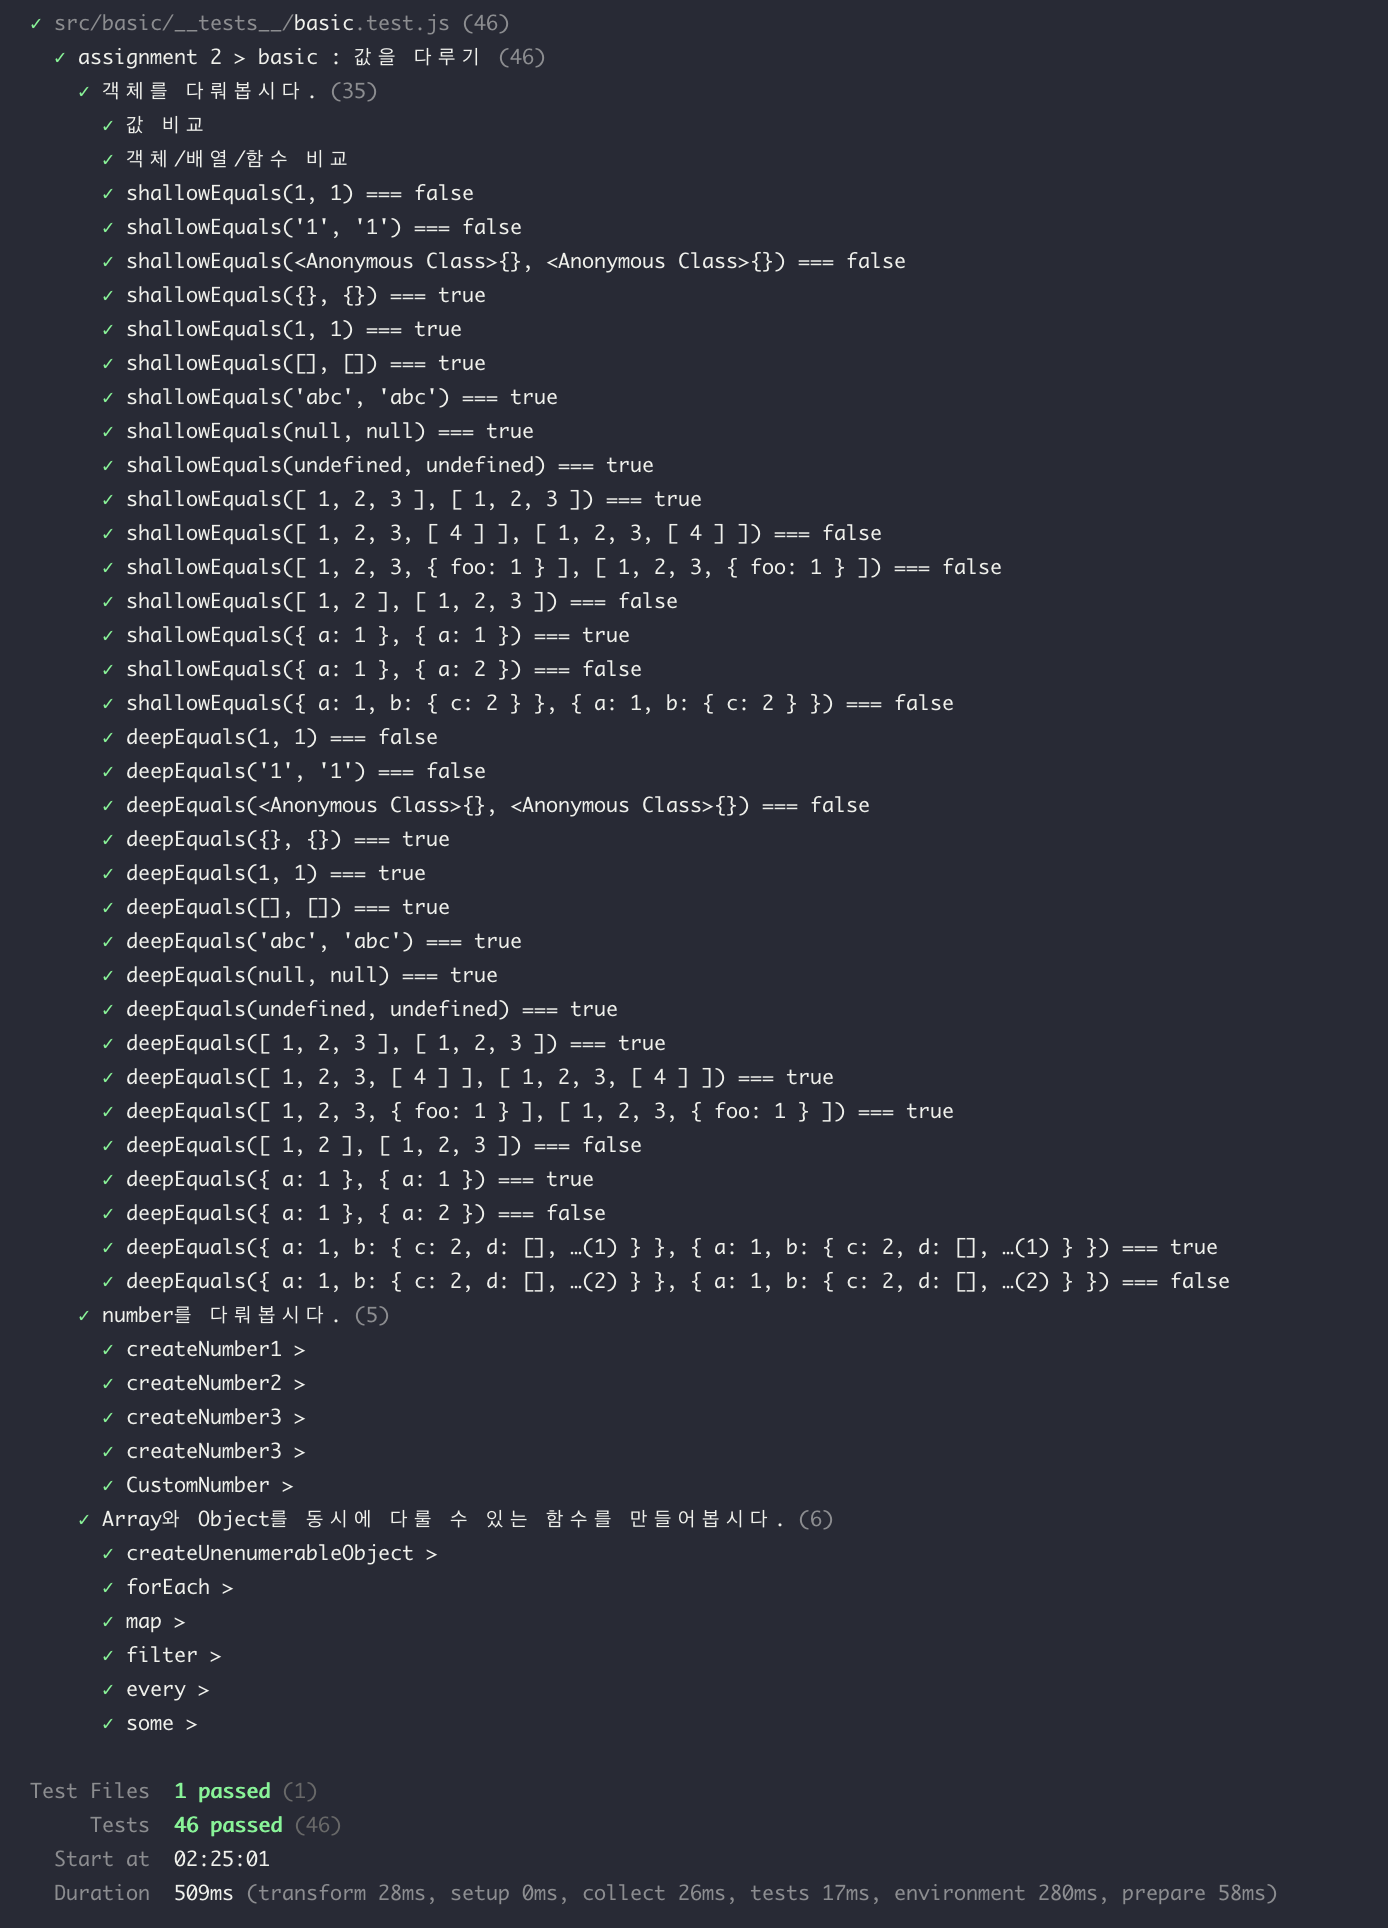 ✓ src/basic/__tests__/basic.test.js (46)
✓ assignment 2 > basic : 값을 다루기 (46)
✓ 객체를 다뤄봅시다. (35)
✓ 값 비교
✓ 객체/배열/함수 비교
✓ shallowEquals(1, 1) === false
✓ shallowEquals('1', '1') === false
✓ shallowEquals(<Anonymous Class>{}, <Anonymous Class>{}) === false
✓ shallowEquals({}, {}) === true
✓ shallowEquals(1, 1) === true
✓ shallowEquals([], []) === true
✓ shallowEquals('abc', 'abc') === true
✓ shallowEquals(null, null) === true
✓ shallowEquals(undefined, undefined) === true
✓ shallowEquals([ 1, 2, 3 ], [ 1, 2, 3 ]) === true
✓ shallowEquals([ 1, 2, 3, [ 4 ] ], [ 1, 2, 3, [ 4 ] ]) === false
✓ shallowEquals([ 1, 2, 3, { foo: 1 } ], [ 1, 2, 3, { foo: 1 } ]) === false
✓ shallowEquals([ 1, 2 ], [ 1, 2, 3 ]) === false
✓ shallowEquals({ a: 1 }, { a: 1 }) === true
✓ shallowEquals({ a: 1 }, { a: 2 }) === false
✓ shallowEquals({ a: 1, b: { c: 2 } }, { a: 1, b: { c: 2 } }) === false
✓ deepEquals(1, 1) === false
✓ deepEquals('1', '1') === false
✓ deepEquals(<Anonymous Class>{}, <Anonymous Class>{}) === false
✓ deepEquals({}, {}) === true
✓ deepEquals(1, 1) === true
✓ deepEquals([], []) === true
✓ deepEquals('abc', 'abc') === true
✓ deepEquals(null, null) === true
✓ deepEquals(undefined, undefined) === true
✓ deepEquals([ 1, 2, 3 ], [ 1, 2, 3 ]) === true
✓ deepEquals([ 1, 2, 3, [ 4 ] ], [ 1, 2, 3, [ 4 ] ]) === true
✓ deepEquals([ 1, 2, 3, { foo: 1 } ], [ 1, 2, 3, { foo: 1 } ]) === true
✓ deepEquals([ 1, 2 ], [ 1, 2, 3 ]) === false
✓ deepEquals({ a: 1 }, { a: 1 }) === true
✓ deepEquals({ a: 1 }, { a: 2 }) === false
✓ deepEquals({ a: 1, b: { c: 2, d: [], …(1) } }, { a: 1, b: { c: 2, d: [], …(1) } }) === true
✓ deepEquals({ a: 1, b: { c: 2, d: [], …(2) } }, { a: 1, b: { c: 2, d: [], …(2) } }) === false
✓ number를 다뤄봅시다. (5)
✓ createNumber1 >
✓ createNumber2 >
✓ createNumber3 >
✓ createNumber3 >
✓ CustomNumber >
✓ Array와 Object를 동시에 다룰 수 있는 함수를 만들어봅시다. (6)
✓ createUnenumerableObject >
✓ forEach >
✓ map >
✓ filter >
✓ every >
✓ some >
Test Files 1 passed (1)
Tests 46 passed (46)
Start at 02:25:01
Duration 509ms (transform 28ms, setup 0ms, collect 26ms, tests 17ms, environment 280ms, prepare 58ms)